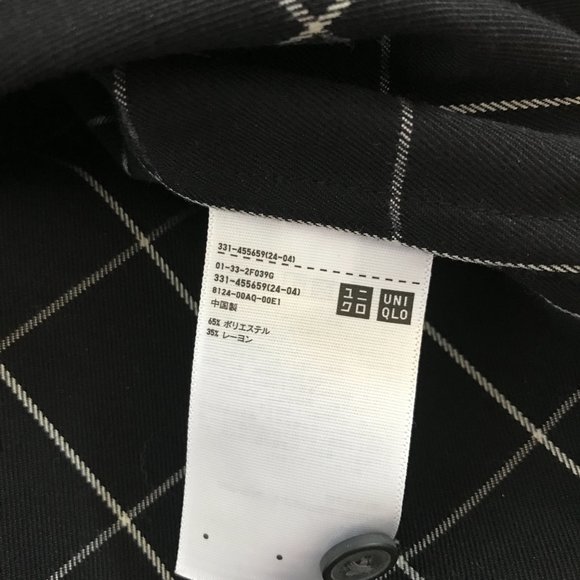 331-455659(24-04)
01-33-2F039G
331-455659(24-04)
8124-00AQ-00E1
中国製
65% ポリエステル
35% レーヨン
ユニ
クロ
UNI
QLO